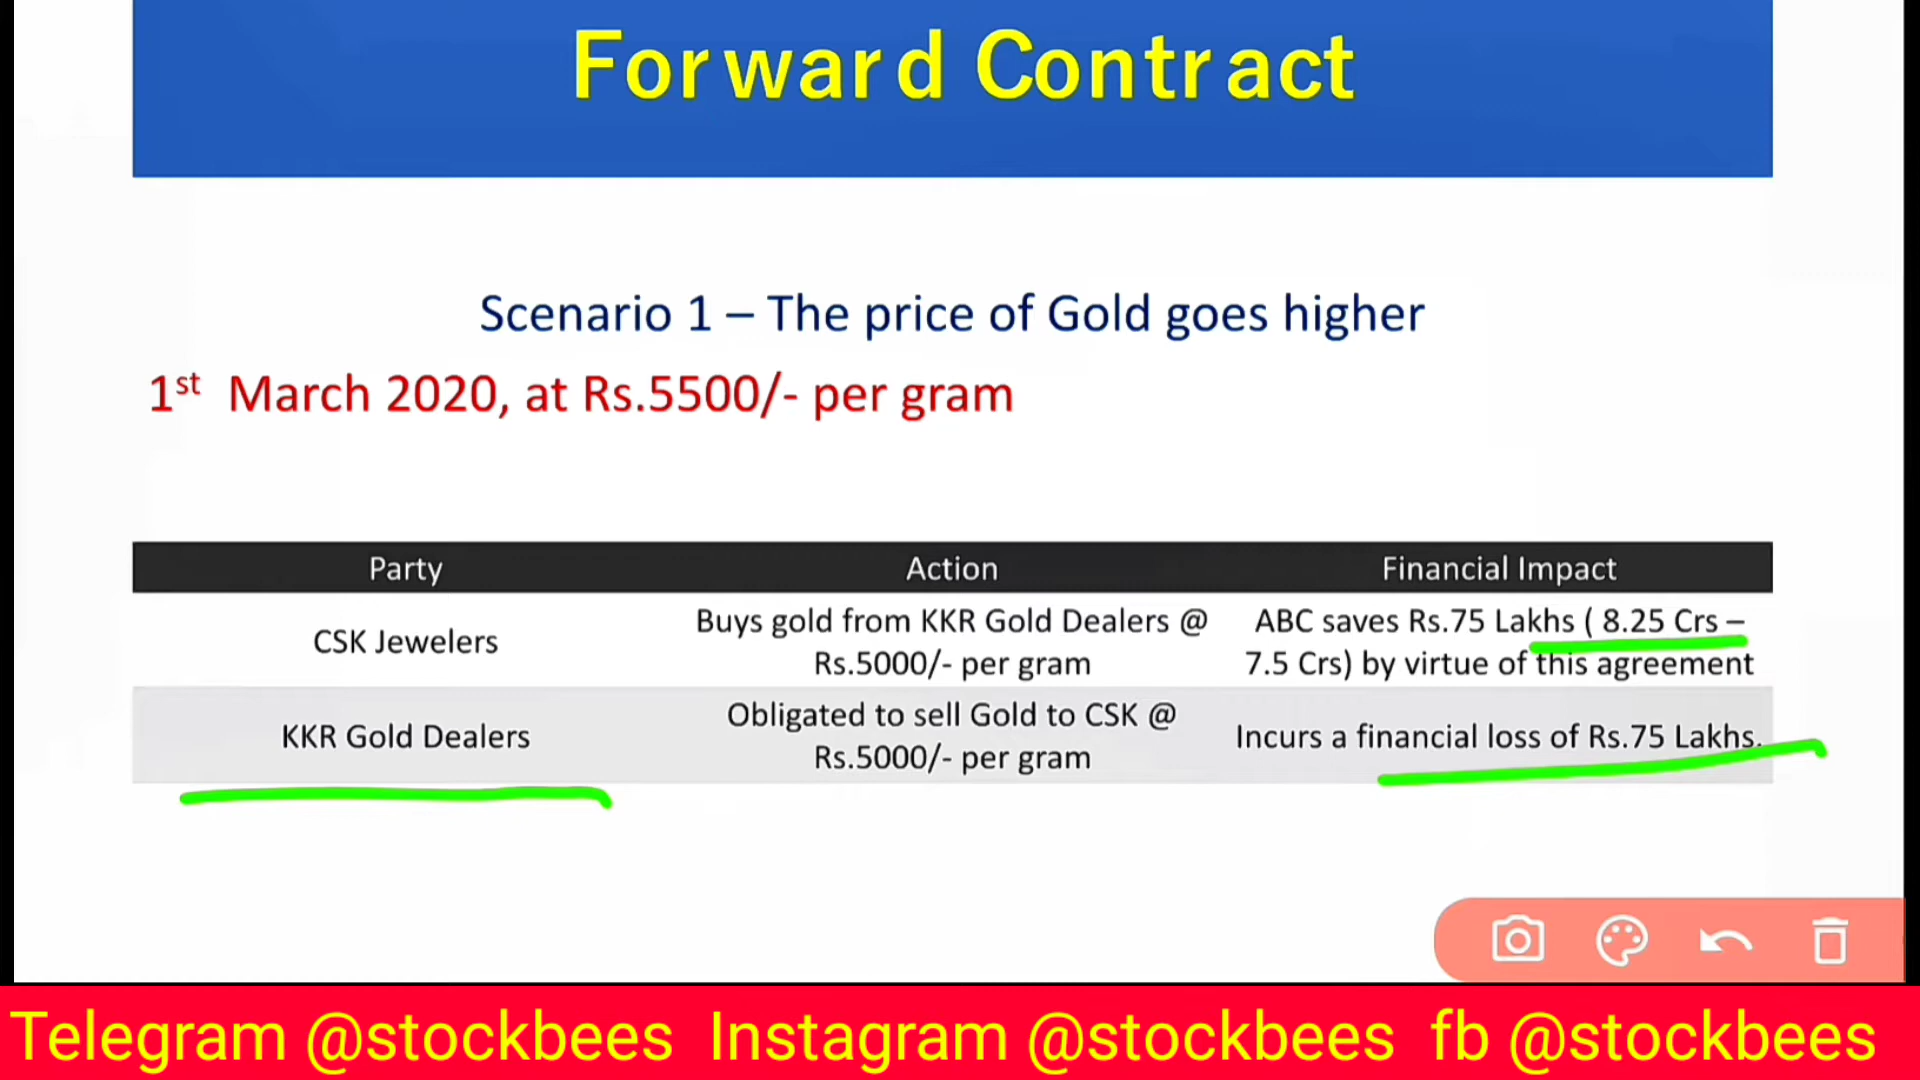 Forward Contract
Scenario 1 – The price of Gold goes higher
1st March 2020, at Rs.5500/- per gram
Party Action Financial Impact
CSK Jewelers
Buys gold from KKR Gold Dealers @
Rs.5000/- per gram
ABC saves Rs.75 Lakhs ( 8.25 Crs –
7.5 Crs) by virtue of this agreement
KKR Gold Dealers
Obligated to sell Gold to CSK @
Rs.5000/- per gram
Incurs a financial loss of Rs.75 Lakhs.
Telegram @stockbees Instagram @stockbees fb @stockbees